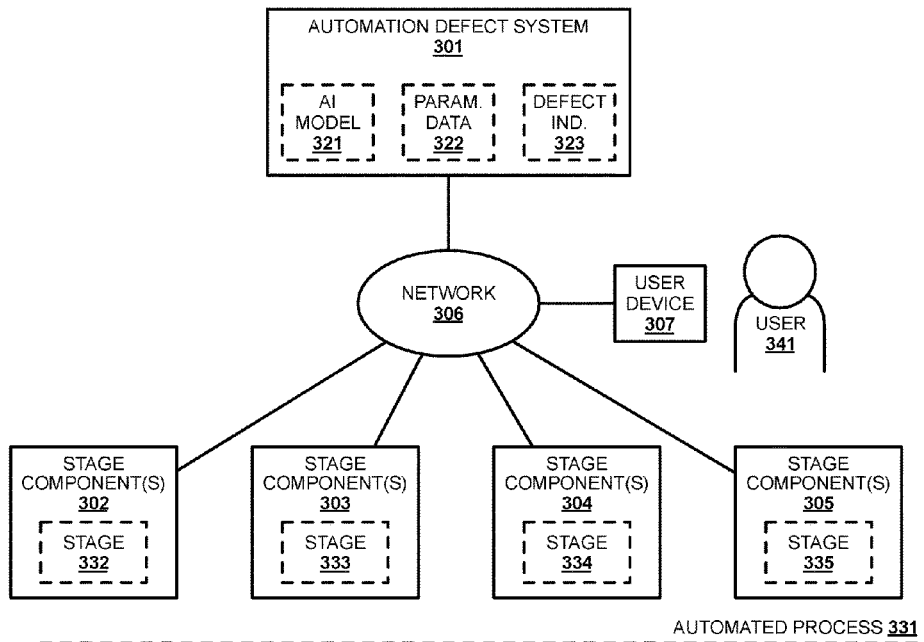 AUTOMATION DEFECT SYSTEM
301
AI
MODEL
321
PARAM.
DATA
322
DEFECT
IND.
323
NETWORK
306
USER
DEVICE
307
USER
341
STAGE
COMPONENT(S)
302
STAGE
332
STAGE
COMPONENT(S)
303
STAGE
333
STAGE
COMPONENT(S)
304
STAGE
334
STAGE
COMPONENT(S)
305
STAGE
335
AUTOMATED PROCESS 331